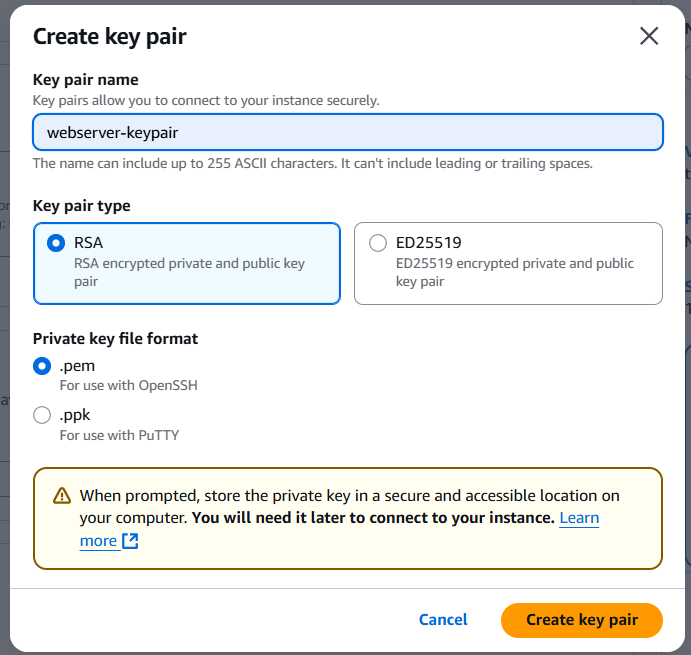 Create key pair
Key pair name
Key pairs allow you to connect to your instance securely.
webserver-keypair
The name can include up to 255 ASCII characters. It can't include leading or trailing spaces.
Key pair type
RSA
RSA encrypted private and public key
pair
ED25519
ED25519 encrypted private and public
key pair
Private key file format
.pem
For use with OpenSSH
.ppk
For use with PuTTY
When prompted, store the private key in a secure and accessible location on
your computer. You will need it later to connect to your instance. Learn
more
Cancel
Create key pair